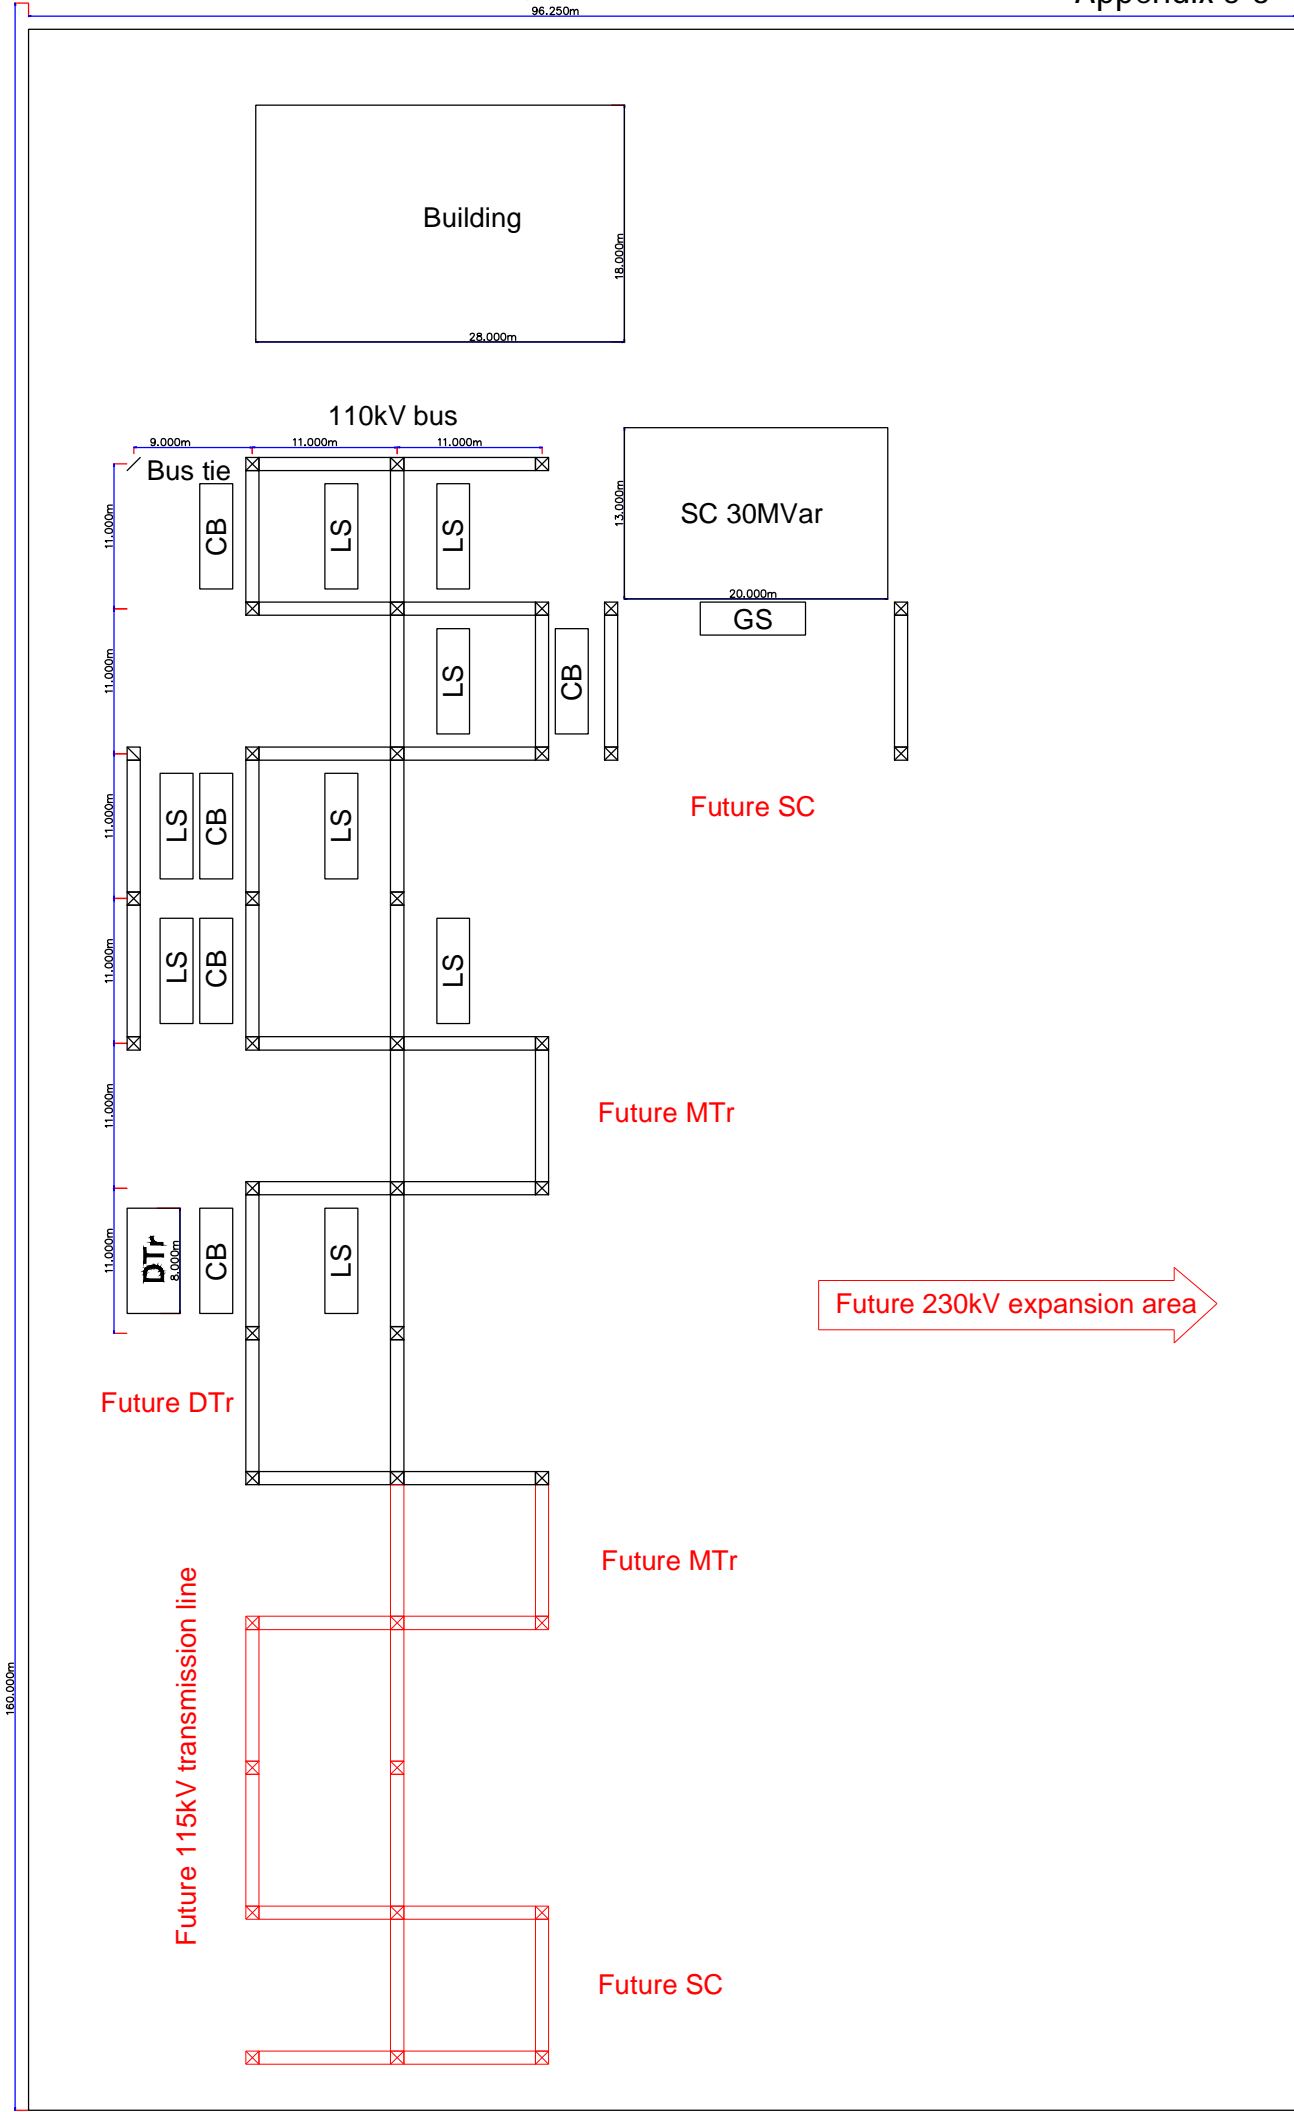 96.250m
Building
18.000m
28.000m
110kV bus
9.000m
11.000m
11.000m
Bus tie
11.000m
CB
LS
LS
13.000m
SC 30MVar
20.000m
GS
11.000m
LS
CB
11.000m
LS
CB
LS
Future SC
11.000m
LS
CB
LS
11.000m
Future MTr
11.000m
DTr
8.000m
CB
LS
Future 230kV expansion area
Future DTr
Future MTr
Future 115kV transmission line
160.000m
Future SC